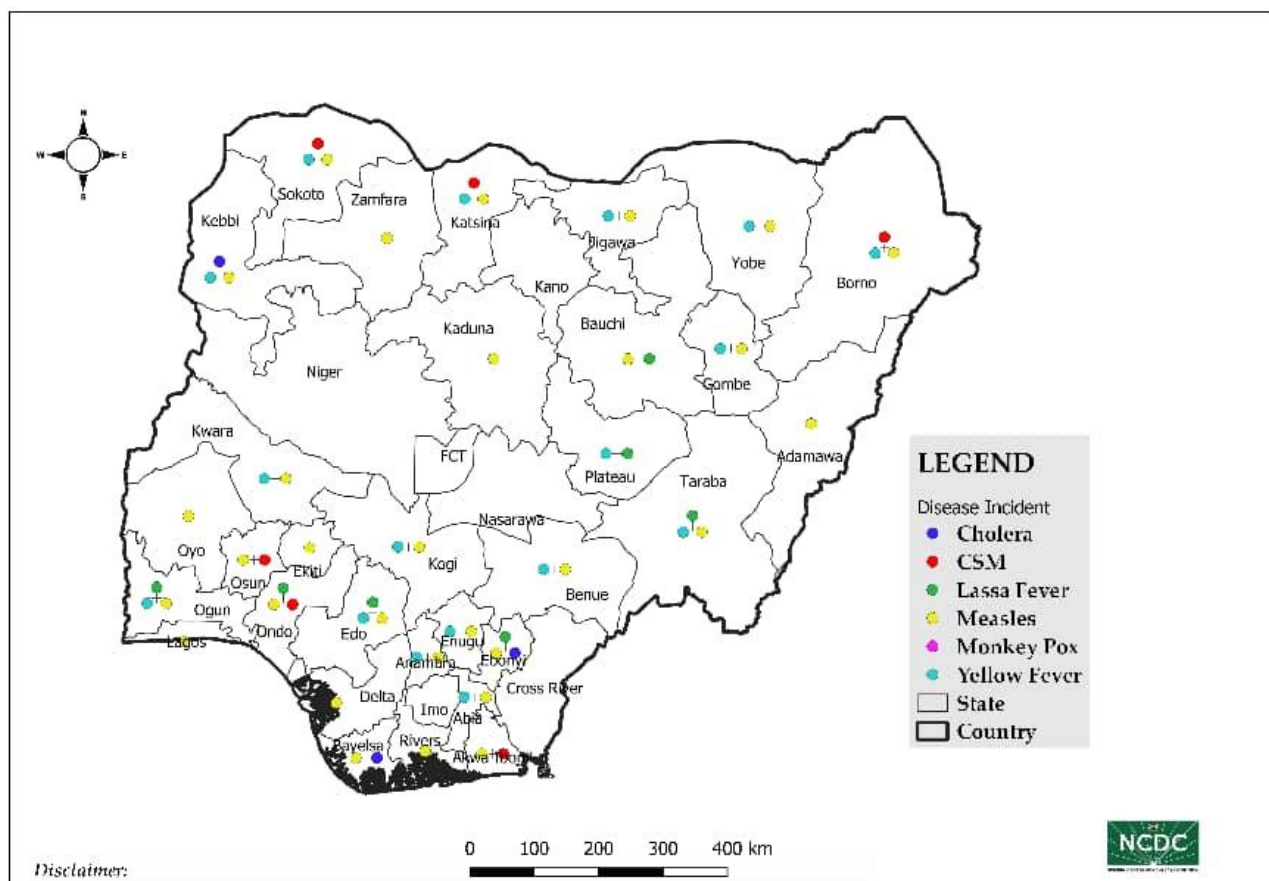 N
W E
S
Sokoto
Zamfara
Katsina
Kebbi
Jigawa
Yobe
Borno
Kano
Kaduna
Bauchi
Gombe
Niger
Kwara
FCT
Plateau
Taraba
Adamawa
Nasarawa
Oyo
Osun
Ekiti
Kogi
Benue
Ogun
Lagos
Ondo
Edo
Enugu
Anambra
Ebonyi
Cross River
Delta
Imo
Abia
Bayelsa
Rivers
Akwa Ibom
LEGEND
Disease Incident
Cholera
CSM
Lassa Fever
Measles
Monkey Pox
Yellow Fever
State
Country
0 100 200 300 400 km
Disclaimer:
NCDC